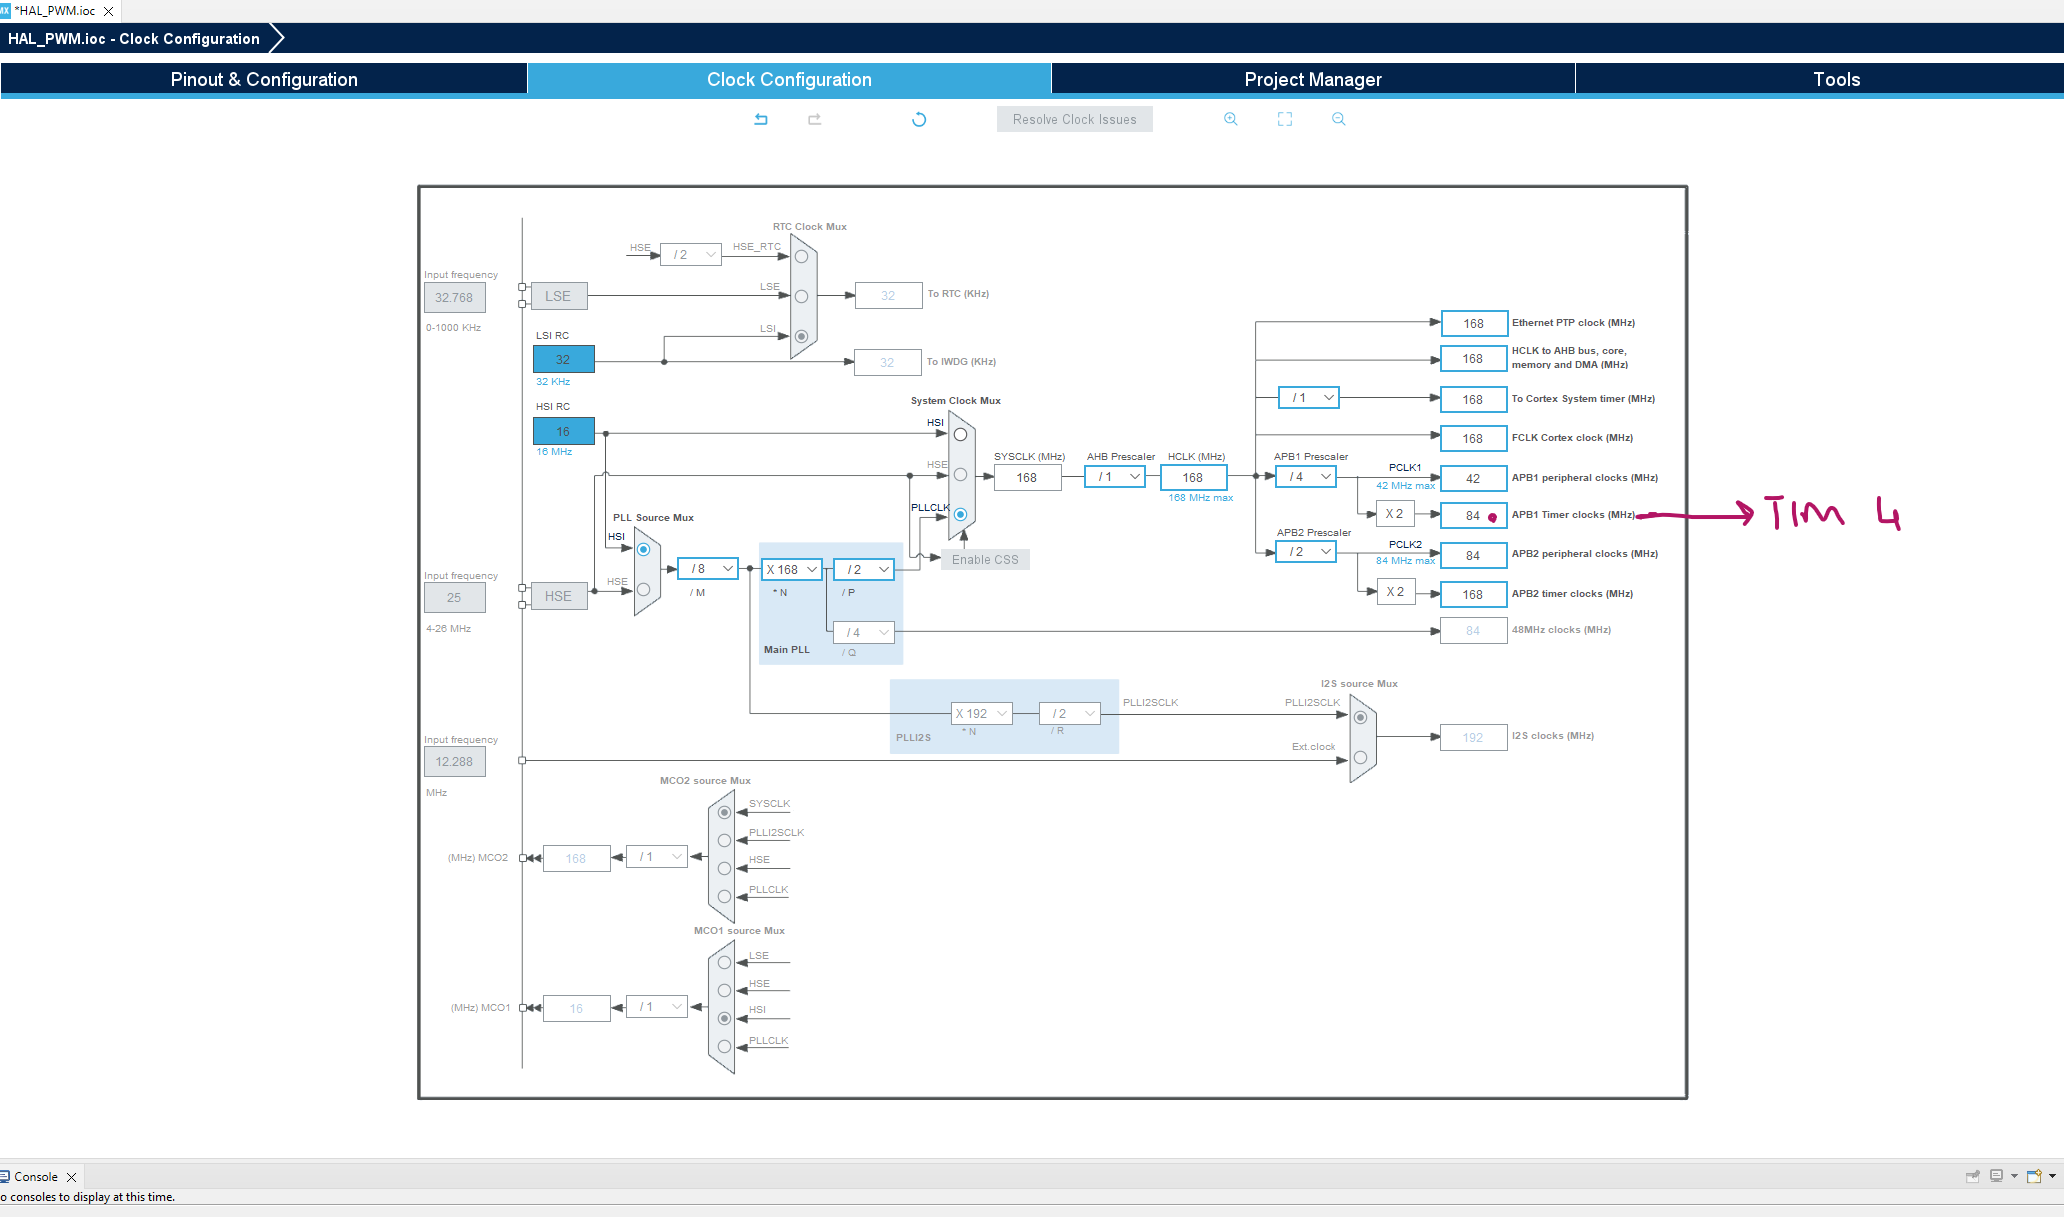 *HAL_PWM.ioc
HAL_PWM.ioc - Clock Configuration
Pinout & Configuration
Clock Configuration
Project Manager
Tools
Resolve Clock Issues
RTC Clock Mux
HSE
/ 2
HSE_RTC
Input frequency
32.768
0-1000 KHz
LSE
LSE
32
To RTC (KHz)
LSI RC
LSI
32
32 KHz
32
To IWDG (KHz)
168
Ethernet PTP clock (MHz)
168
HCLK to AHB bus, core,
memory and DMA (MHz)
/ 1
168
To Cortex System timer (MHz)
168
FCLK Cortex clock (MHz)
HSI RC
16
16 MHz
System Clock Mux
HSI
HSE
PLLCLK
SYSCLK (MHz)
168
AHB Prescaler
/ 1
HCLK (MHz)
168
168 MHz max
APB1 Prescaler
/ 4
PCLK1
42 MHz max
42
APB1 peripheral clocks (MHz)
X 2
84
APB1 Timer clocks (MHz)
TIM 4
APB2 Prescaler
/ 2
PCLK2
84 MHz max
84
APB2 peripheral clocks (MHz)
X 2
168
APB2 timer clocks (MHz)
84
48MHz clocks (MHz)
PLL Source Mux
HSI
HSE
Input frequency
25
4-26 MHz
HSE
/ 8
/ M
X 168
* N
/ 2
/ P
/ 4
/ Q
Main PLL
Enable CSS
I2S source Mux
X 192
* N
/ 2
/ R
PLLI2S
PLLI2SCLK
PLLI2SCLK
Ext.clock
192
I2S clocks (MHz)
Input frequency
12.288
MHz
MCO2 source Mux
SYSCLK
PLLI2SCLK
HSE
PLLCLK
(MHz) MCO2
168
/ 1
MCO1 source Mux
LSE
HSE
HSI
PLLCLK
(MHz) MCO1
16
/ 1
Console
o consoles to display at this time.